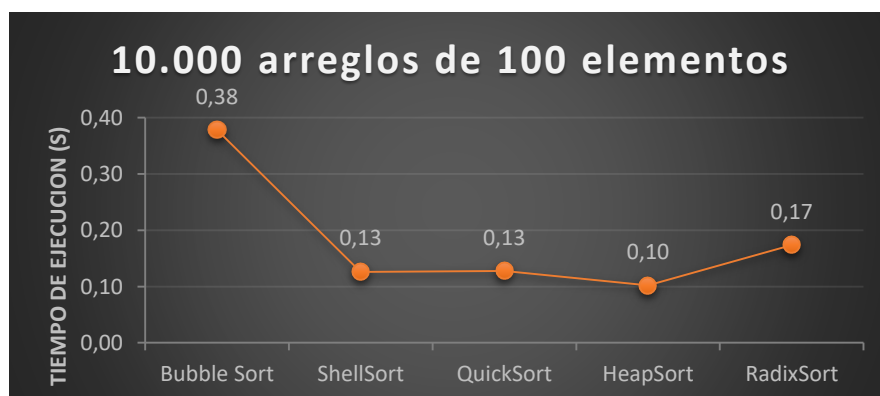 10.000 arreglos de 100 elementos
TIEMPO DE EJECUCION (S)
0,40
0,30
0,20
0,10
0,00
0,38
0,13
0,13
0,10
0,17
Bubble Sort
ShellSort
QuickSort
HeapSort
RadixSort